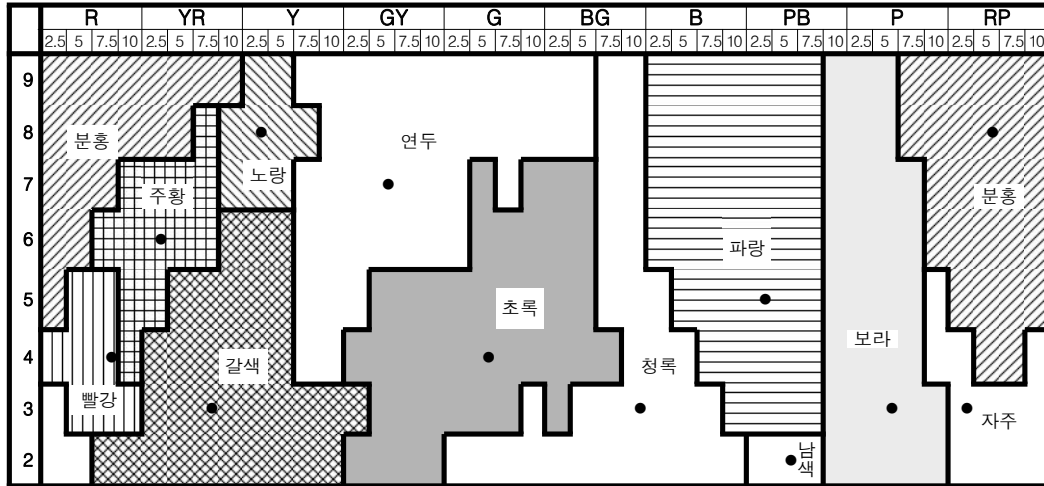 R YR Y GY G BG B PB P RP
2.5 5 7.5 10 2.5 5 7.5 10 2.5 5 7.5 10 2.5 5 7.5 10 2.5 5 7.5 10 2.5 5 7.5 10 2.5 5 7.5 10 2.5 5 7.5 10 2.5 5 7.5 10 2.5 5 7.5 10
9
8 분홍 연두
7 주황 노랑 분홍
6 파랑
5 초록
4 갈색 청록 보라
3 빨강 자주
2 남색